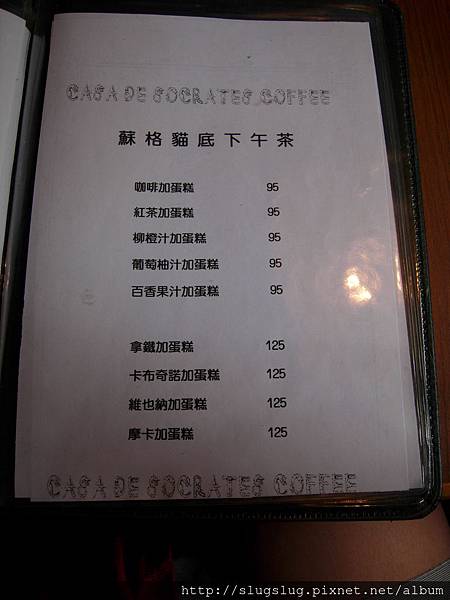 CASA DE SOCRATES COFFEE
蘇格貓底下午茶
咖啡加蛋糕 95
紅茶加蛋糕 95
柳橙汁加蛋糕 95
葡萄柚汁加蛋糕 95
百香果汁加蛋糕 95
拿鐵加蛋糕 125
卡布奇諾加蛋糕 125
維也納加蛋糕 125
摩卡加蛋糕 125
CASA DE SOCRATES COFFEE
http://slugslug.pixnet.net/album